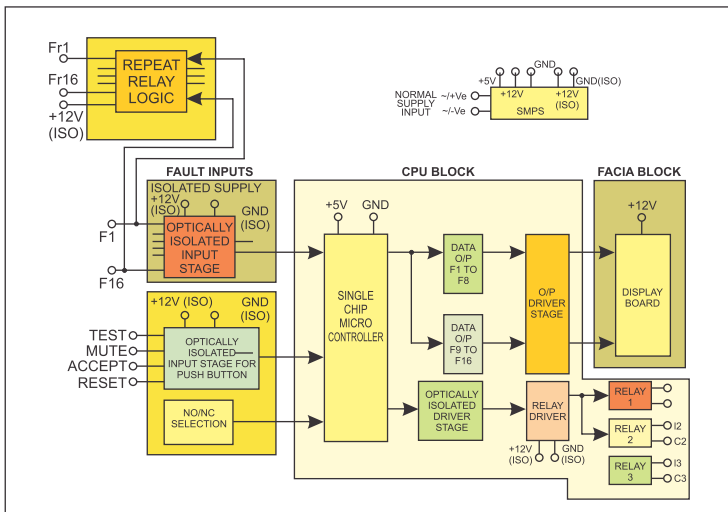 Fr1
Fr16
+12V
(ISO)
REPEAT
RELAY
LOGIC
NORMAL
SUPPLY
INPUT
~/+Ve
~/-Ve
GND
+5V
+12V
+12V
(ISO)
GND(ISO)
SMPS
FAULT INPUTS
ISOLATED SUPPLY
+12V
(ISO)
GND
(ISO)
OPTICALLY
ISOLATED
INPUT
STAGE
F1
F16
+12V (ISO)
GND
(ISO)
TEST
MUTE
ACCEPT
RESET
OPTICALLY
ISOLATED
INPUT STAGE FOR
PUSH BUTTON
NO/NC
SELECTION
CPU BLOCK
+5V
GND
SINGLE
CHIP
MICRO
CONTROLLER
DATA
O/P
F1 TO
F8
DATA
O/P
F9 TO
F16
O/P
DRIVER
STAGE
OPTICALLY
ISOLATED
DRIVER
STAGE
RELAY
DRIVER
+12V
(ISO)
GND
(ISO)
FACIA BLOCK
+12V
DISPLAY
BOARD
RELAY
1
RELAY
2
I2
C2
RELAY
3
I3
C3